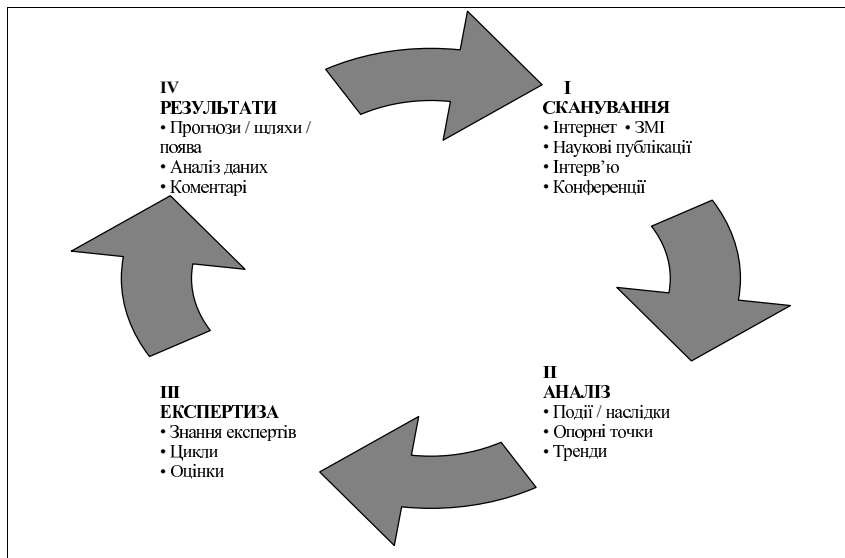 IV
РЕЗУЛЬТАТИ
• Прогнози / шляхи /
поява
• Аналіз даних
• Коментарі
I
СКАНУВАННЯ
• Інтернет • ЗМІ
• Наукові публікації
• Інтерв’ю
• Конференції
II
АНАЛІЗ
• Події / наслідки
• Опорні точки
• Тренди
III
ЕКСПЕРТИЗА
• Знання експертів
• Цикли
• Оцінки